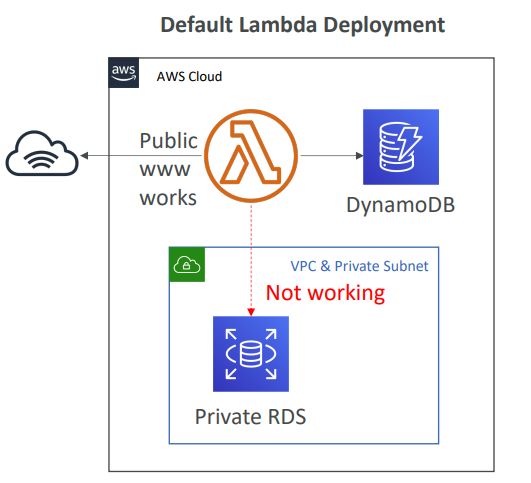 Default Lambda Deployment
aws
AWS Cloud
Public
www
works
DynamoDB
VPC & Private Subnet
Not working
Private RDS